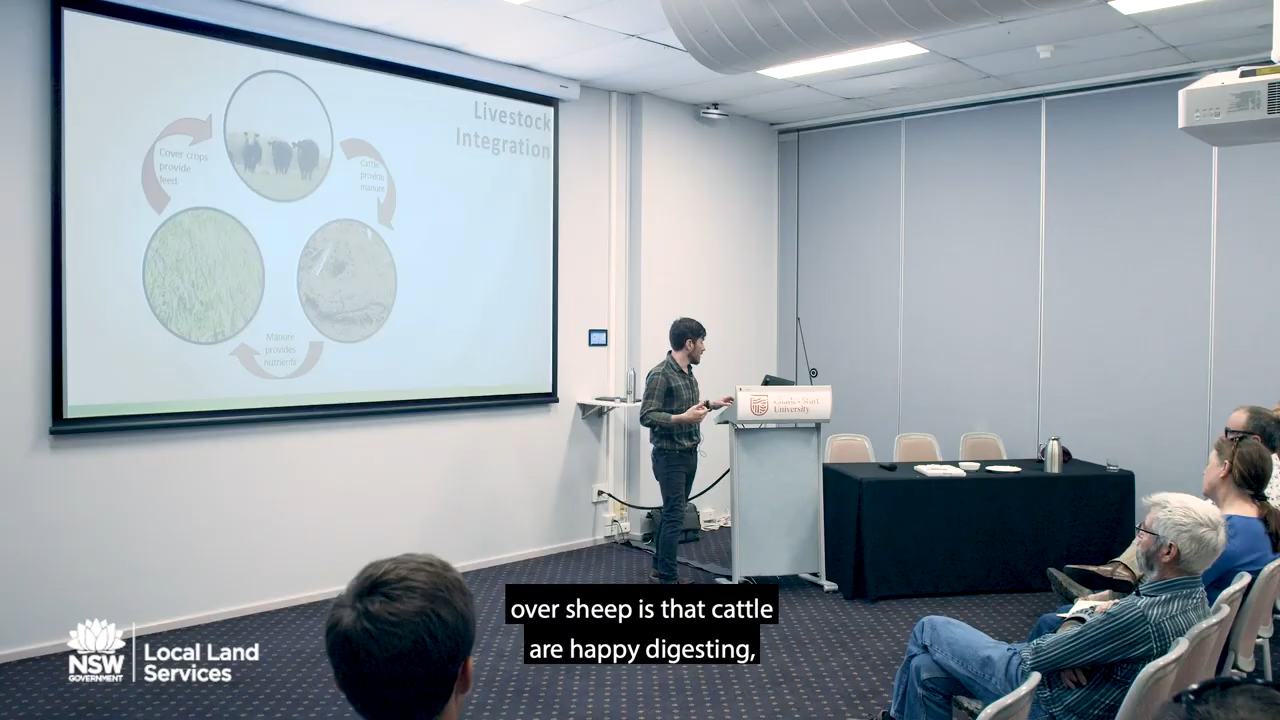 Livestock
Integration
Cover crops
provide
feed
Cattle
provide
manure
Manure
provides
nutrients
Charles Sturt
University
over sheep is that cattle
are happy digesting,
NSW
GOVERNMENT
Local Land
Services